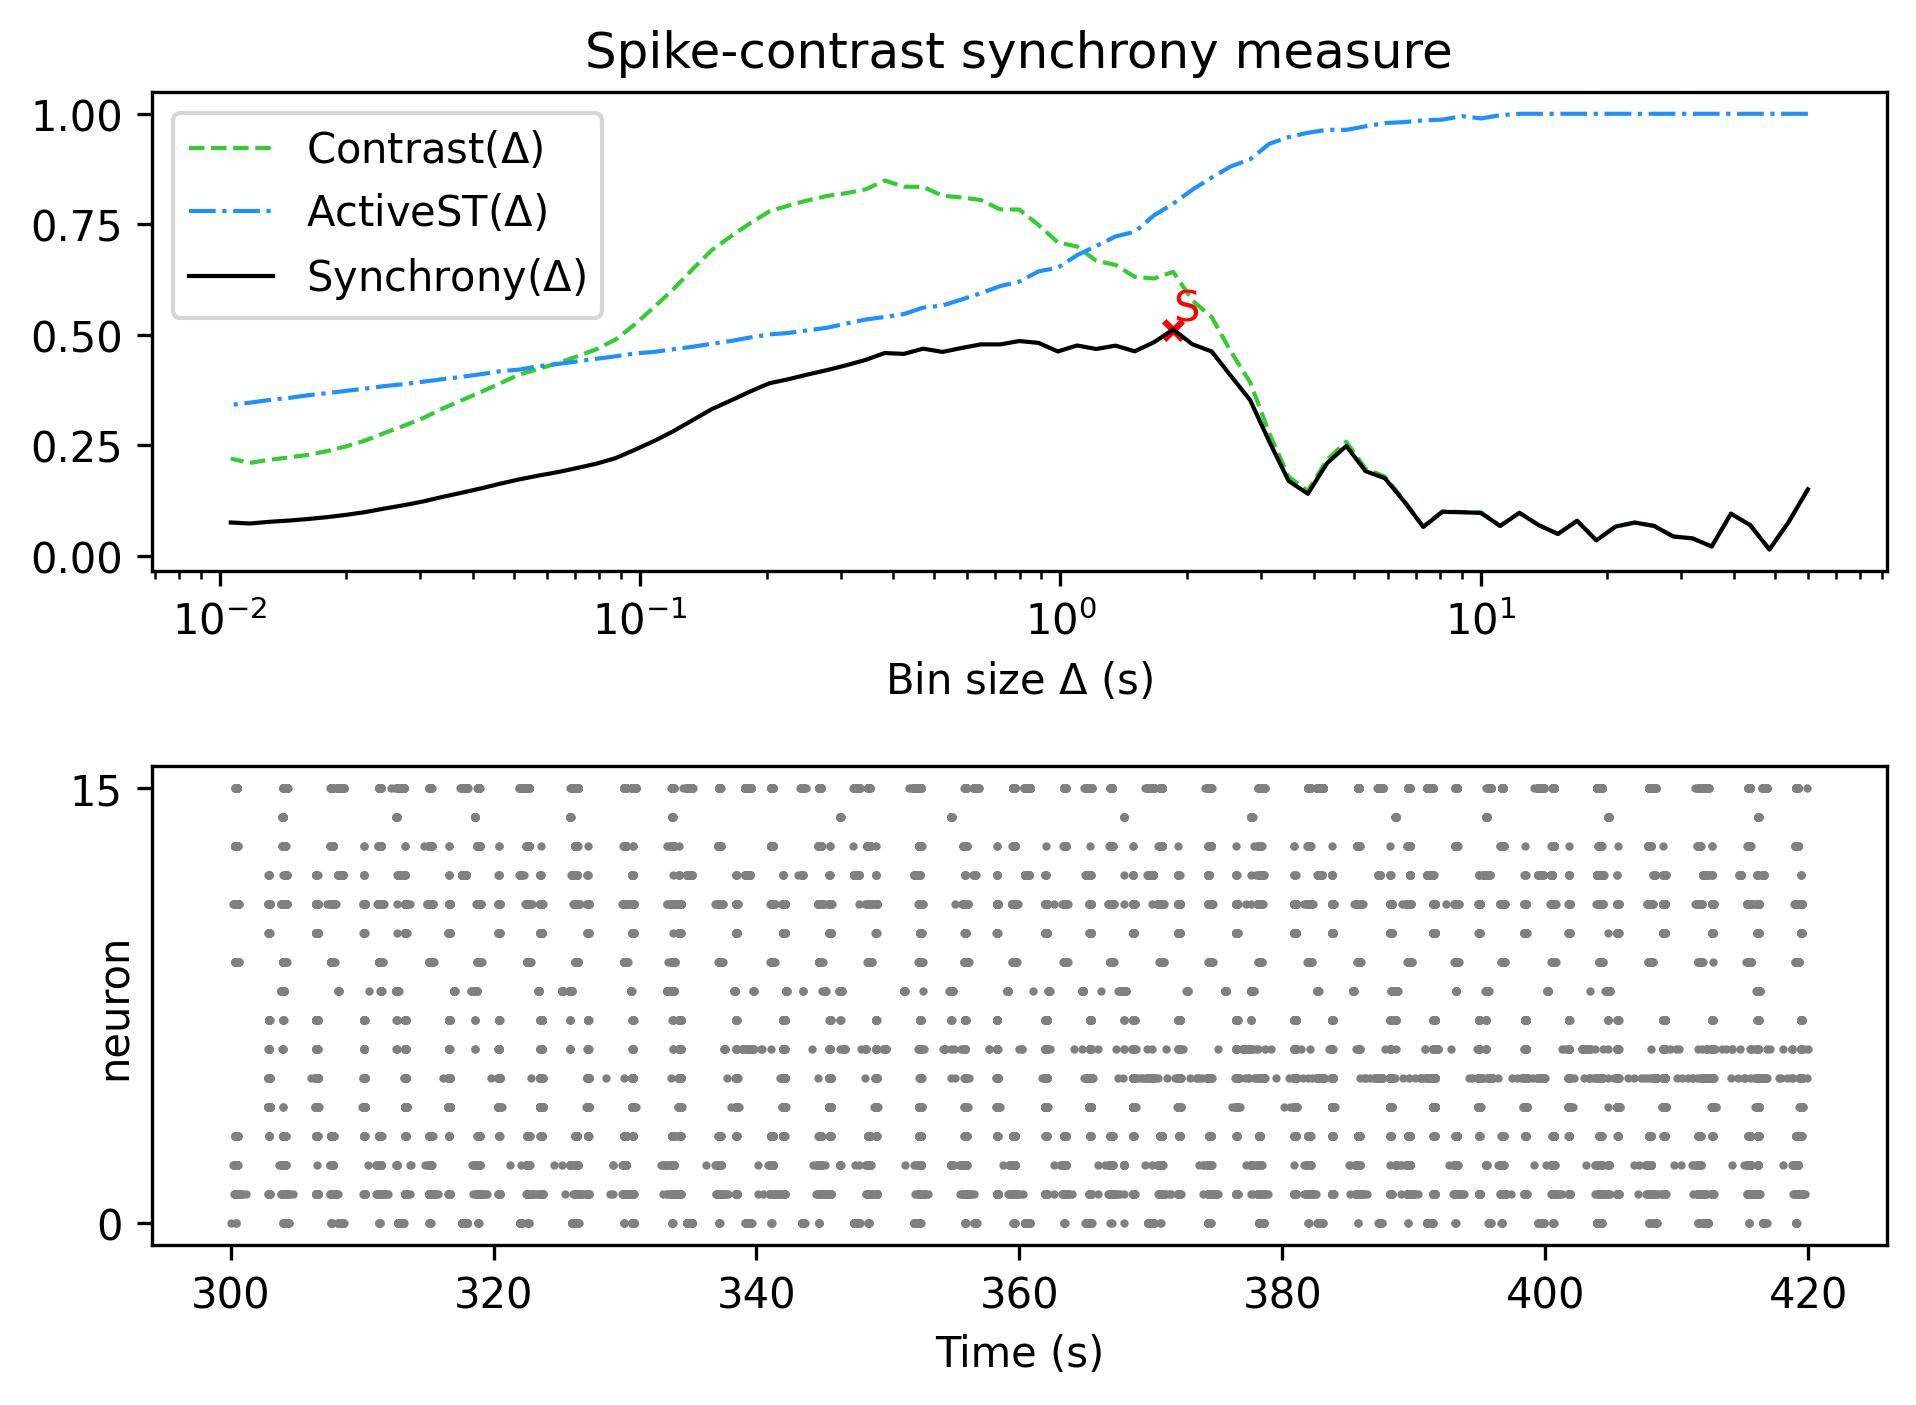 Spike-contrast synchrony measure
1.00
0.75
0.50
0.25
0.00
Contrast(Δ)
ActiveST(Δ)
Synchrony(Δ)
S
10⁻² 10⁻¹ 10⁰ 10¹
Bin size Δ (s)
15
0
neuron
300 320 340 360 380 400 420
Time (s)